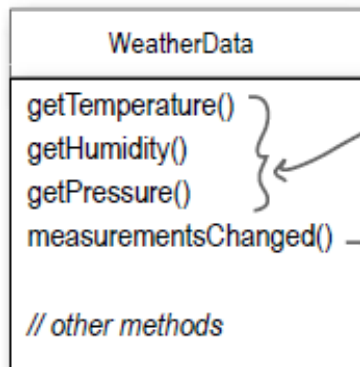 WeatherData
getTemperature()
getHumidity()
getPressure()
measurementsChanged()
// other methods